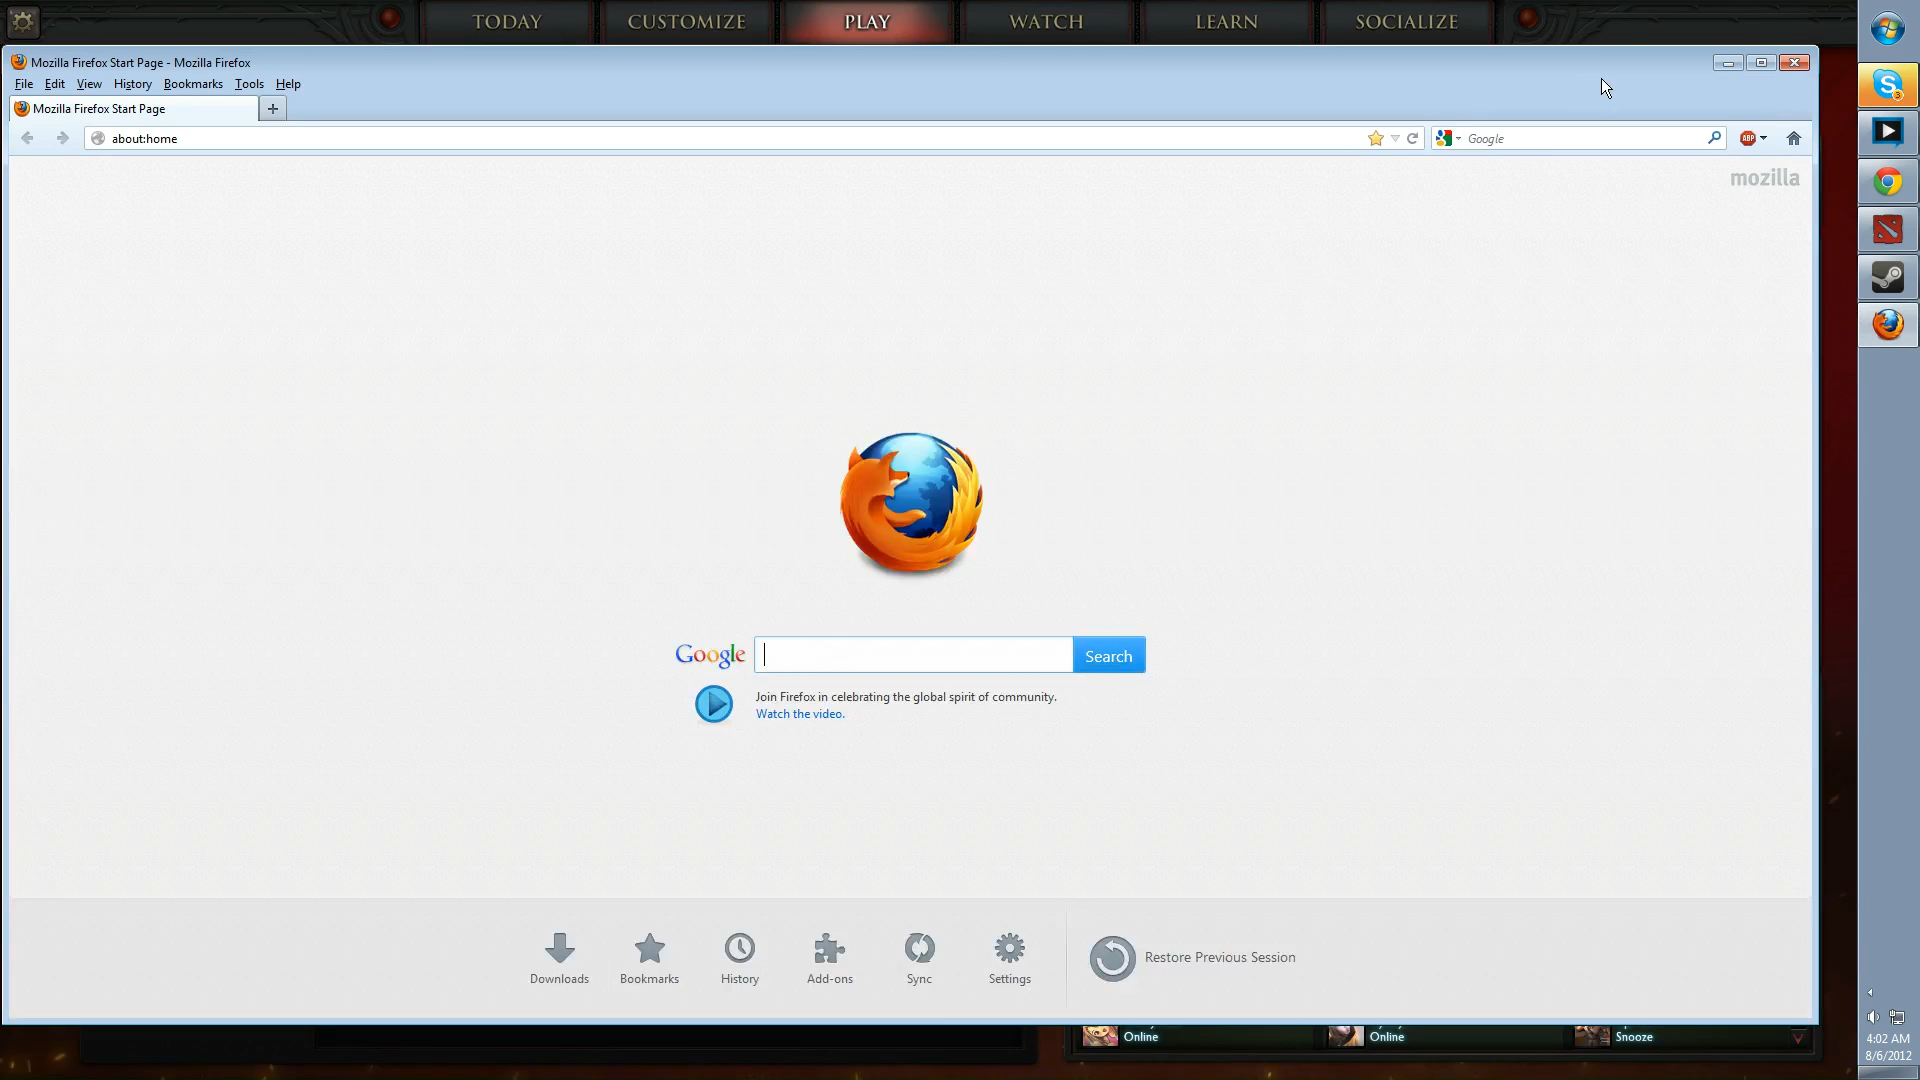 TODAY CUSTOMIZE PLAY WATCH LEARN SOCIALIZE
Mozilla Firefox Start Page - Mozilla Firefox
File Edit View History Bookmarks Tools Help
Mozilla Firefox Start Page
about:home
Google
ABP
mozilla
Google
Search
Join Firefox in celebrating the global spirit of community.
Watch the video.
Downloads Bookmarks History Add-ons Sync Settings
Restore Previous Session
Online Online Snooze
4:02 AM
8/6/2012